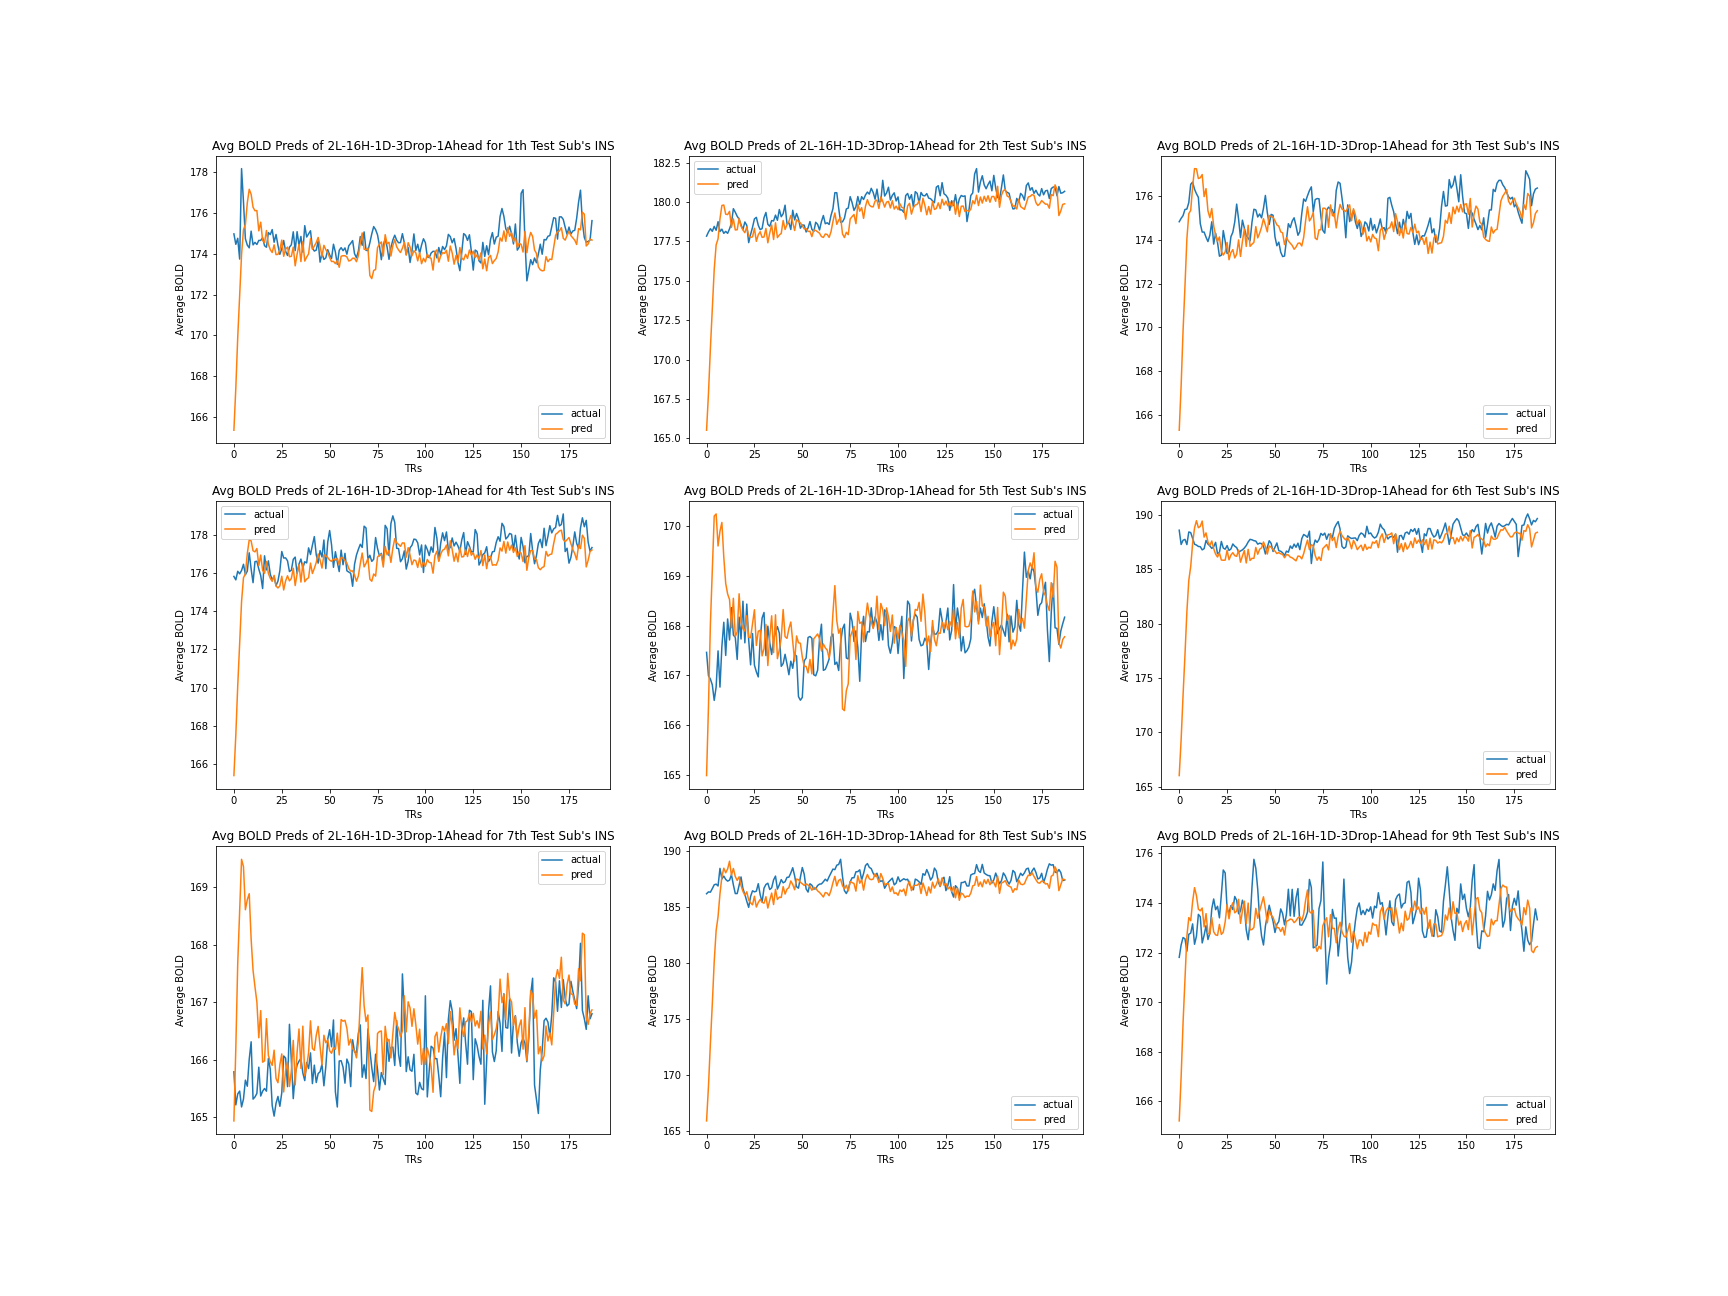 Avg BOLD Preds of 2L-16H-1D-3Drop-1Ahead for 1th Test Sub's INS
Average BOLD
178
176
174
172
170
168
166
actual
pred
0 25 50 75 100 125 150 175
TRs
Avg BOLD Preds of 2L-16H-1D-3Drop-1Ahead for 2th Test Sub's INS
Average BOLD
182.5
180.0
177.5
175.0
172.5
170.0
167.5
165.0
actual
pred
0 25 50 75 100 125 150 175
TRs
Avg BOLD Preds of 2L-16H-1D-3Drop-1Ahead for 3th Test Sub's INS
Average BOLD
176
174
172
170
168
166
actual
pred
0 25 50 75 100 125 150 175
TRs
Avg BOLD Preds of 2L-16H-1D-3Drop-1Ahead for 4th Test Sub's INS
Average BOLD
178
176
174
172
170
168
166
actual
pred
0 25 50 75 100 125 150 175
TRs
Avg BOLD Preds of 2L-16H-1D-3Drop-1Ahead for 5th Test Sub's INS
Average BOLD
170
169
168
167
166
165
actual
pred
0 25 50 75 100 125 150 175
TRs
Avg BOLD Preds of 2L-16H-1D-3Drop-1Ahead for 6th Test Sub's INS
Average BOLD
190
185
180
175
170
165
actual
pred
0 25 50 75 100 125 150 175
TRs
Avg BOLD Preds of 2L-16H-1D-3Drop-1Ahead for 7th Test Sub's INS
Average BOLD
169
168
167
166
165
actual
pred
0 25 50 75 100 125 150 175
TRs
Avg BOLD Preds of 2L-16H-1D-3Drop-1Ahead for 8th Test Sub's INS
Average BOLD
190
185
180
175
170
165
actual
pred
0 25 50 75 100 125 150 175
TRs
Avg BOLD Preds of 2L-16H-1D-3Drop-1Ahead for 9th Test Sub's INS
Average BOLD
176
174
172
170
168
166
actual
pred
0 25 50 75 100 125 150 175
TRs